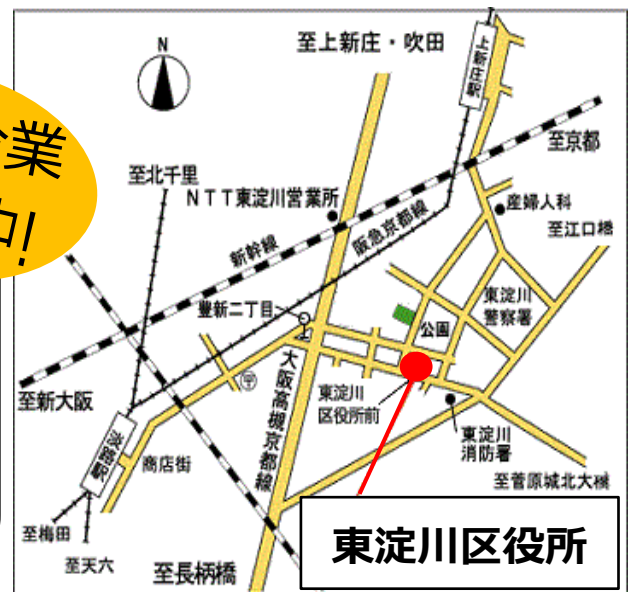 業
中!
N
至上新庄・吹田
上新庄駅
至京都
至北千里
NTT東淀川営業所
産婦人科
至江口橋
新幹線
阪急京都線
東淀川
警察署
豊新二丁目
公園
至新大阪
大阪高槻京都線
東淀川
区役所前
淡路駅
商店街
東淀川
消防署
至菅原城北大橋
至梅田
至天六
至長柄橋
東淀川区役所